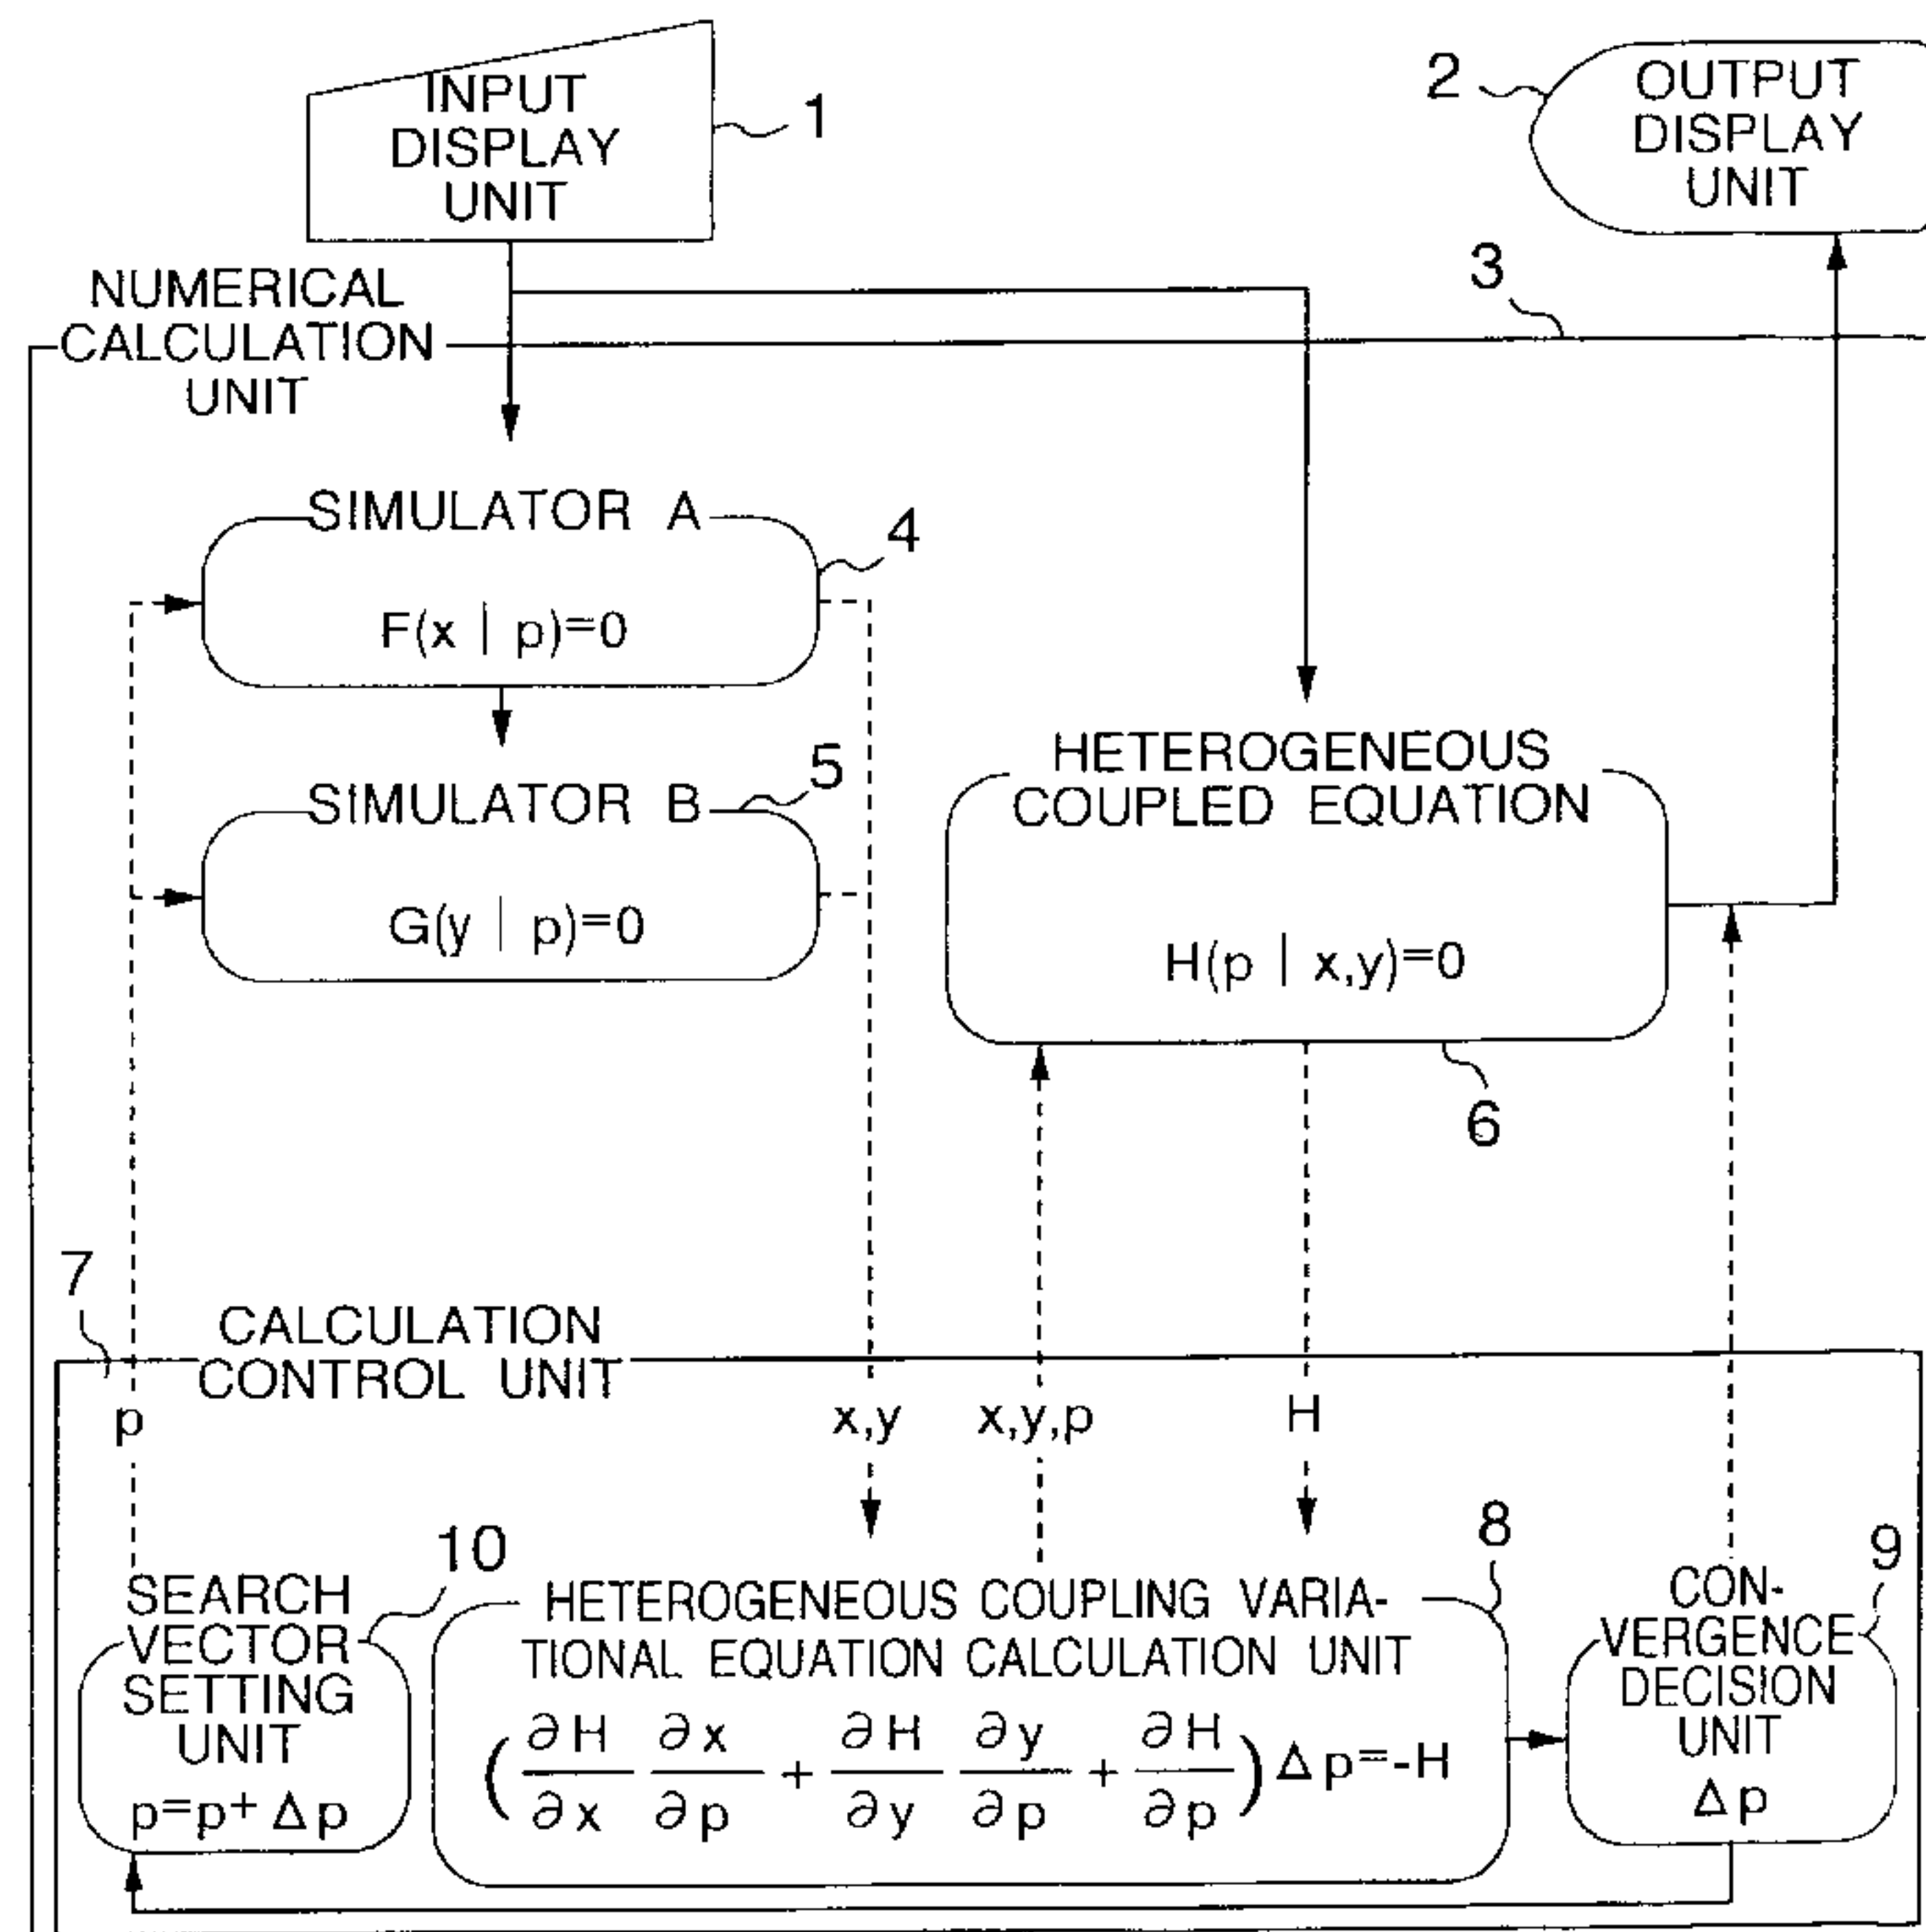 INPUT
DISPLAY
UNIT
1
2
OUTPUT
DISPLAY
UNIT
NUMERICAL
CALCULATION
UNIT
3
SIMULATOR A
4
F(x | p)=0
SIMULATOR B
5
G(y | p)=0
HETEROGENEOUS
COUPLED EQUATION
H(p | x,y)=0
6
7
CALCULATION
CONTROL UNIT
p
x,y
x,y,p
H
10
SEARCH
VECTOR
SETTING
UNIT
p=p+ Δp
8
HETEROGENEOUS COUPLING VARIA-
TIONAL EQUATION CALCULATION UNIT
(∂H/∂x ∂x/∂p + ∂H/∂y ∂y/∂p + ∂H/∂p) Δp=-H
9
CON-
VERGENCE
DECISION
UNIT
Δp